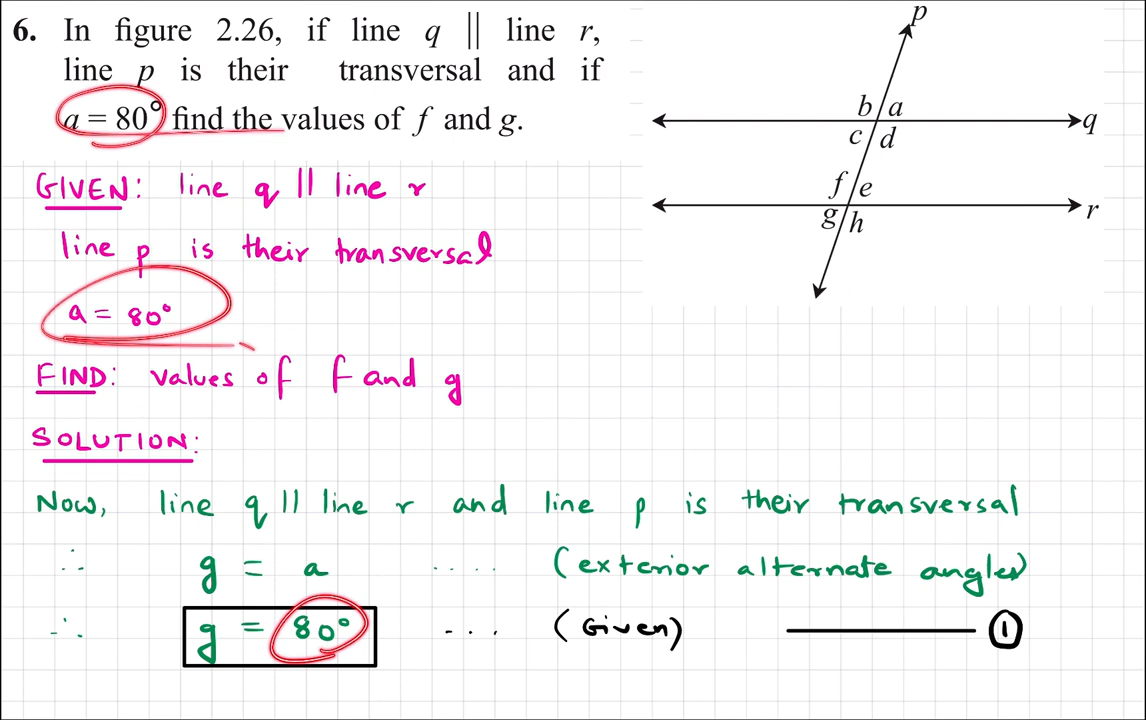 6. In figure 2.26, if line q || line r,
line p is their transversal and if
a = 80° find the values of f and g.
p
b a
q
c d
f e
r
g h
GIVEN: line q || line r
line p is their transversal
a = 80°
FIND: values of f and g
SOLUTION:
Now, line q || line r and line p is their transversal
∴ g = a .... (exterior alternate angles)
∴ g = 80° ... (Given) ——— ①